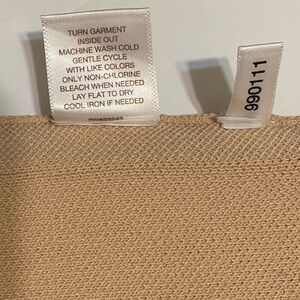 TURN GARMENT
INSIDE OUT
MACHINE WASH COLD
GENTLE CYCLE
WITH LIKE COLORS
ONLY NON-CHLORINE
BLEACH WHEN NEEDED
LAY FLAT TO DRY
COOL IRON IF NEEDED
990111